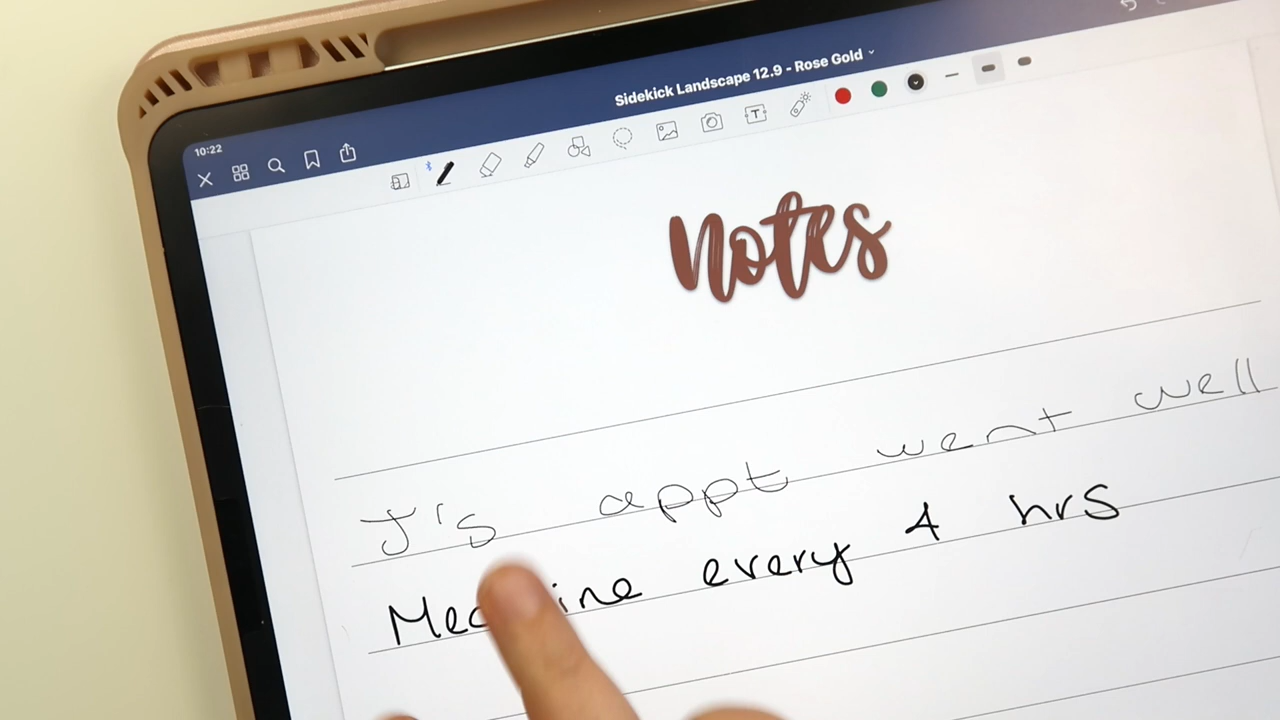 Sidekick Landscape 12.9 - Rose Gold
10:22
T
Notes
J's appt went well
every 4 hrs